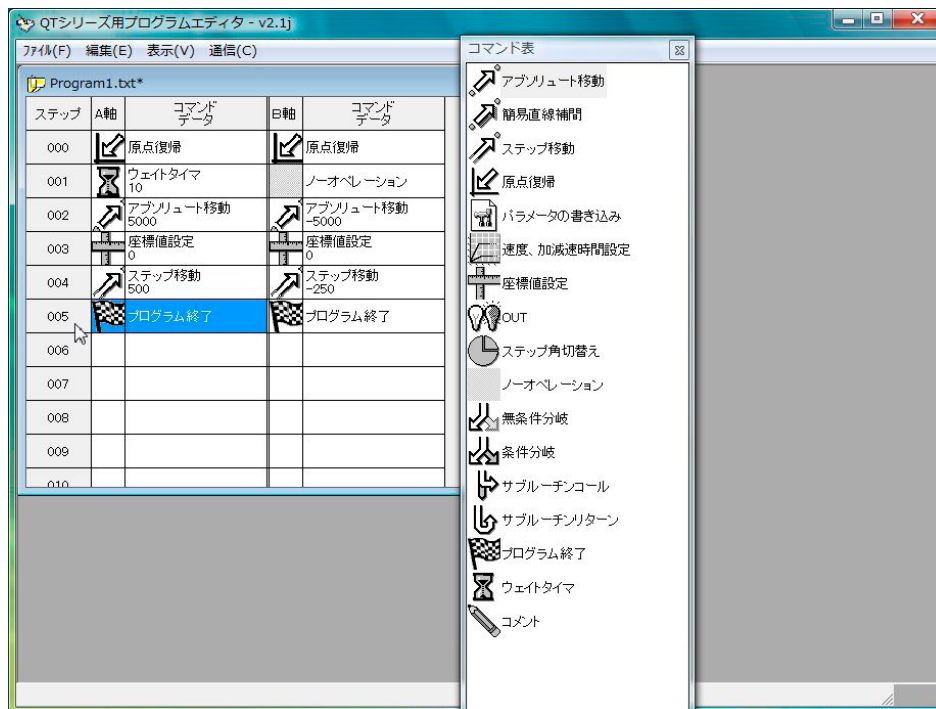 QTシリーズ用プログラムエディタ - v2.1j
ファイル(F) 編集(E) 表示(V) 通信(C)
Program1.txt*
ステップ A軸 コマンド データ B軸 コマンド データ
000 原点復帰 原点復帰
001 ウェイトタイマ 10 ノーオペレーション
002 アブソリュート移動 5000 アブソリュート移動 -5000
003 座標値設定 0 座標値設定 0
004 ステップ移動 500 ステップ移動 -250
005 プログラム終了 プログラム終了
006
007
008
009
010
コマンド表
アブソリュート移動
簡易直線補間
ステップ移動
原点復帰
パラメータの書き込み
速度、加減速時間設定
座標値設定
OUT
ステップ角切替え
ノーオペレーション
無条件分岐
条件分岐
サブルーチンコール
サブルーチンリターン
プログラム終了
ウェイトタイマ
コメント